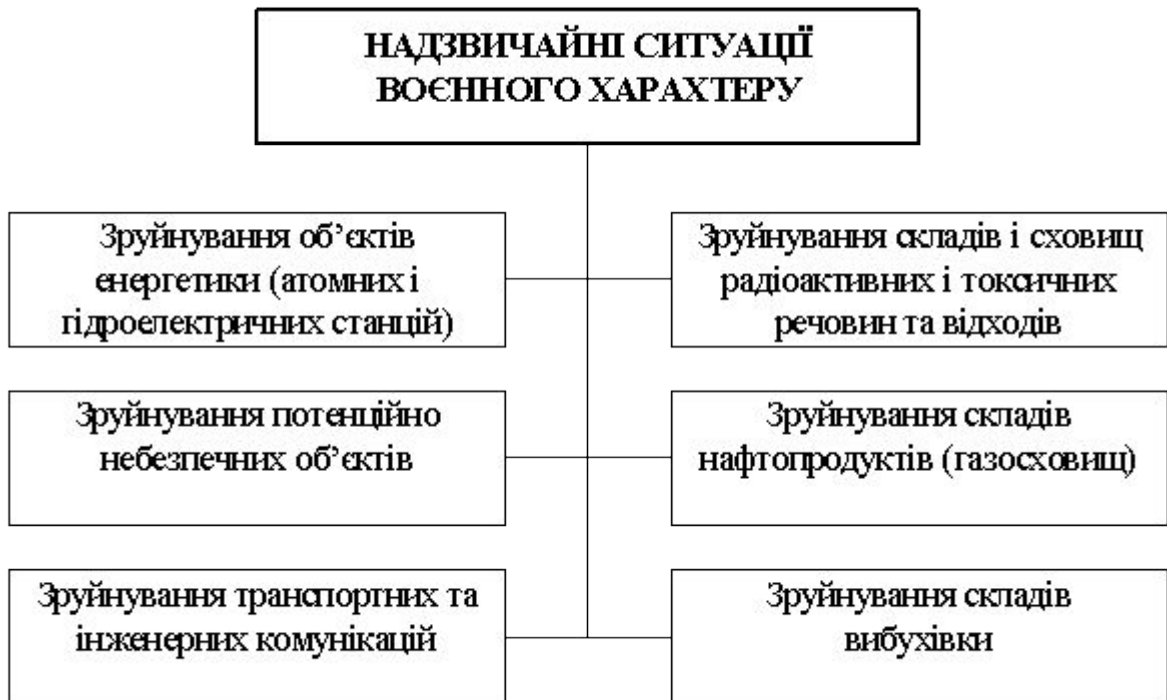 НАДЗВИЧАЙНІ СИТУАЦІЇ
ВОЄННОГО ХАРАХТЕРУ
Зруйнування об’єктів
енергетики (атомних і
гідроелектричних станцій)
Зруйнування складів і сховищ
радіоактивних і токсичних
речовин та відходів
Зруйнування потенційно
небезпечних об’єктів
Зруйнування складів
нафтопродуктів (газосховищ)
Зруйнування транспортних та
інженерних комунікацій
Зруйнування складів
вибухівки